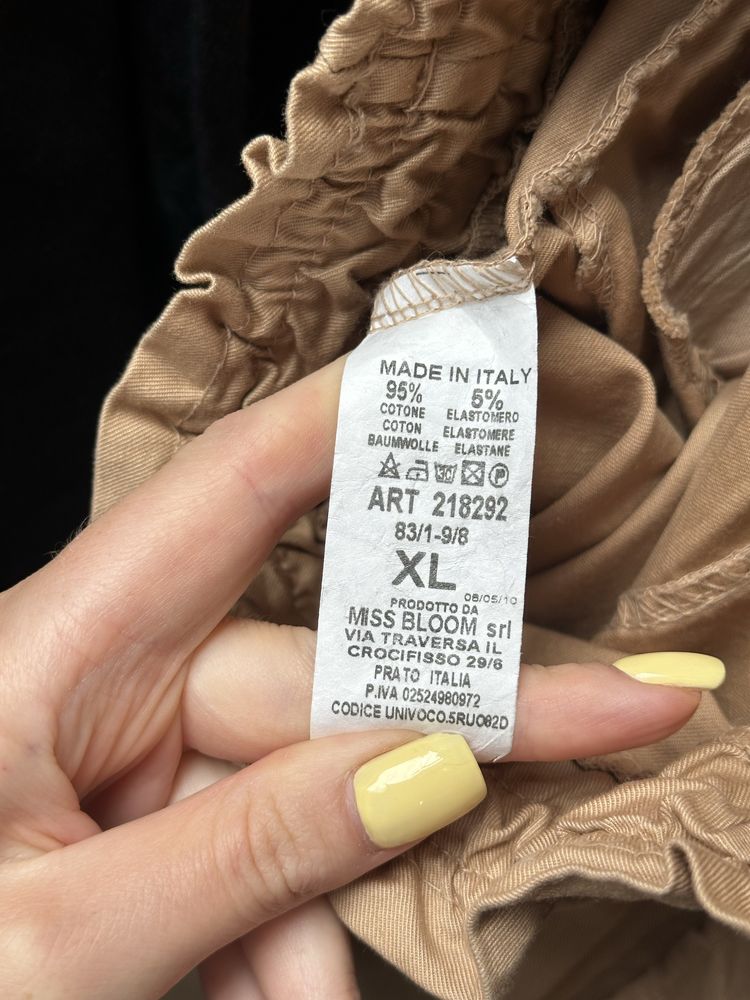 MADE IN ITALY
95% 5%
COTONE ELASTOMERO
COTON ELASTOMERE
BAUMWOLLE ELASTANE
ART 218292
83/1-9/8
XL
08/05/10
PRODOTTO DA
MISS BLOOM srl
VIA TRAVERSA IL
CROCIFISSO 29/6
PRATO ITALIA
P.IVA 02524980972
CODICE UNIVOCO.5RUO82D